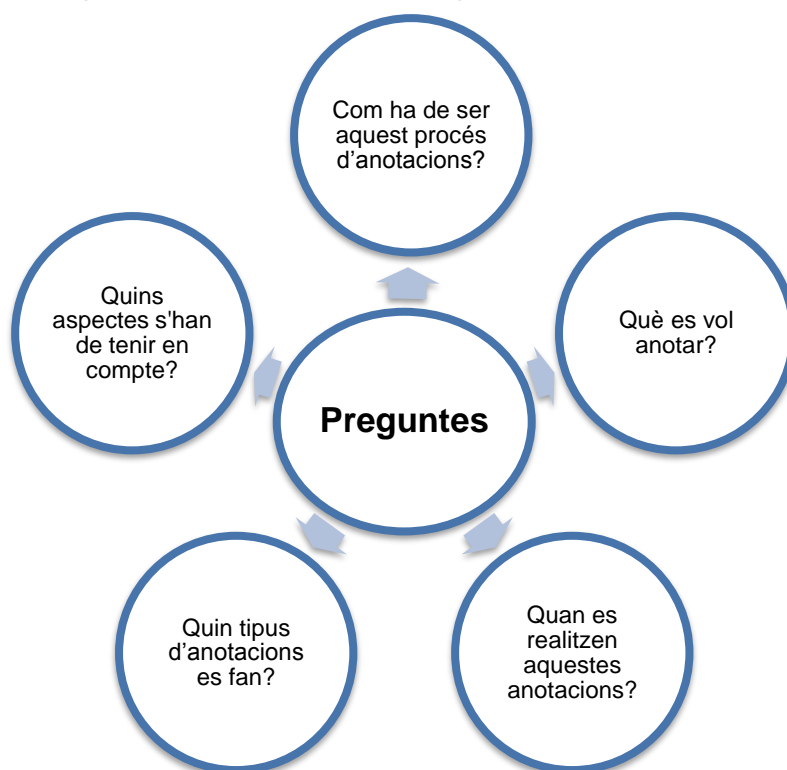 Com ha de ser
aquest procés
d’anotacions?
Quins
aspectes s'han
de tenir en
compte?
Què es vol
anotar?
Preguntes
Quin tipus
d’anotacions
es fan?
Quan es
realitzen
aquestes
anotacions?